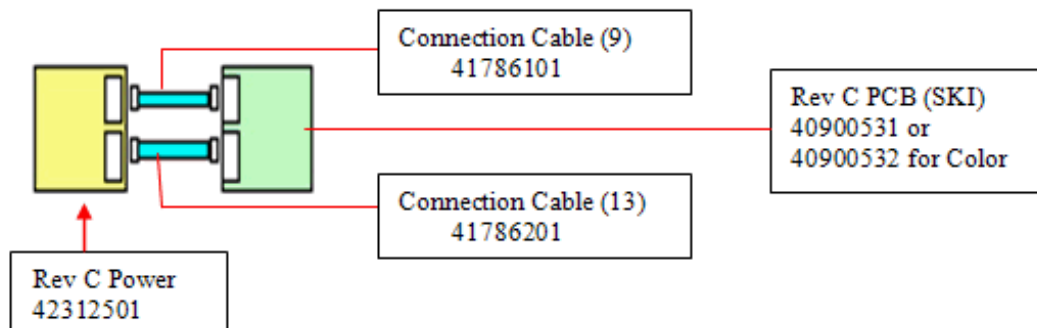 Connection Cable (9)
41786101
Rev C PCB (SKI)
40900531 or
40900532 for Color
Connection Cable (13)
41786201
Rev C Power
42312501